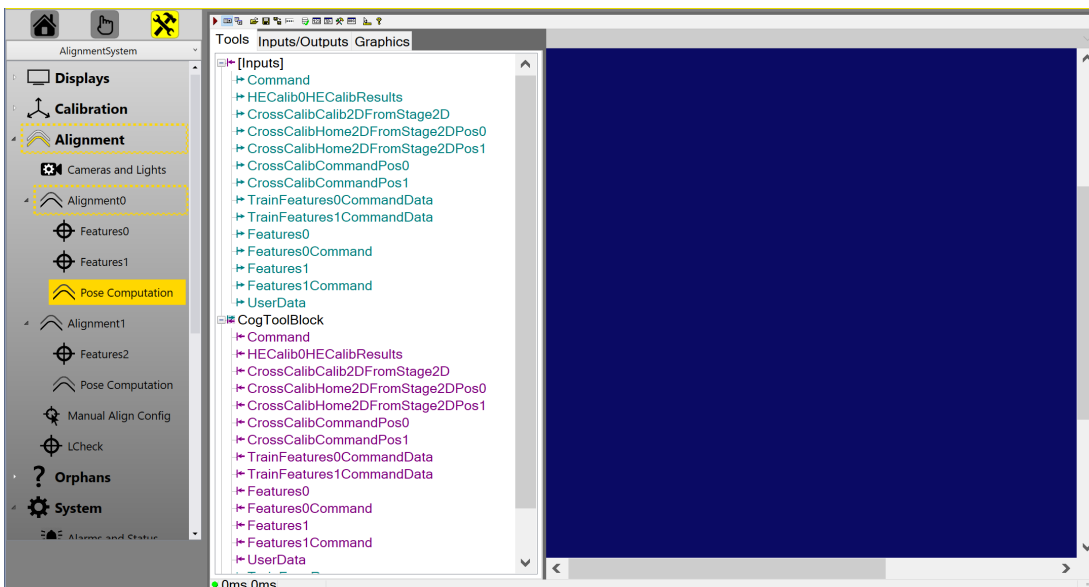 AlignmentSystem
Displays
Calibration
Alignment
Cameras and Lights
Alignment0
Features0
Features1
Pose Computation
Alignment1
Features2
Pose Computation
Manual Align Config
LCheck
Orphans
System
Alarms and Status
Tools Inputs/Outputs Graphics
[Inputs]
Command
HECalib0HECalibResults
CrossCalibCalib2DFromStage2D
CrossCalibHome2DFromStage2DPos0
CrossCalibHome2DFromStage2DPos1
CrossCalibCommandPos0
CrossCalibCommandPos1
TrainFeatures0CommandData
TrainFeatures1CommandData
Features0
Features0Command
Features1
Features1Command
UserData
CogToolBlock
Command
HECalib0HECalibResults
CrossCalibCalib2DFromStage2D
CrossCalibHome2DFromStage2DPos0
CrossCalibHome2DFromStage2DPos1
CrossCalibCommandPos0
CrossCalibCommandPos1
TrainFeatures0CommandData
TrainFeatures1CommandData
Features0
Features0Command
Features1
Features1Command
UserData
0ms 0ms